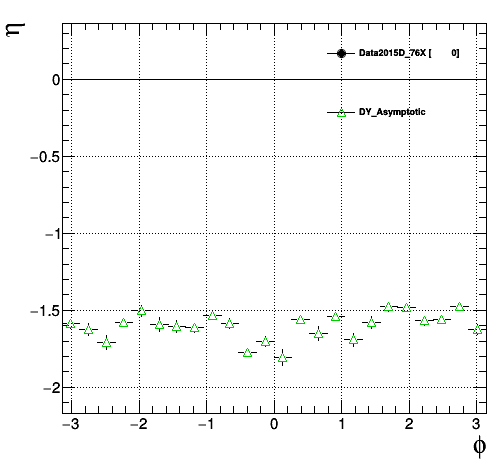 η
Data2015D_76X [ 0]
0
DY_Asymptotic
−0.5
−1
−1.5
−2
−3 −2 −1 0 1 2 3
ϕ